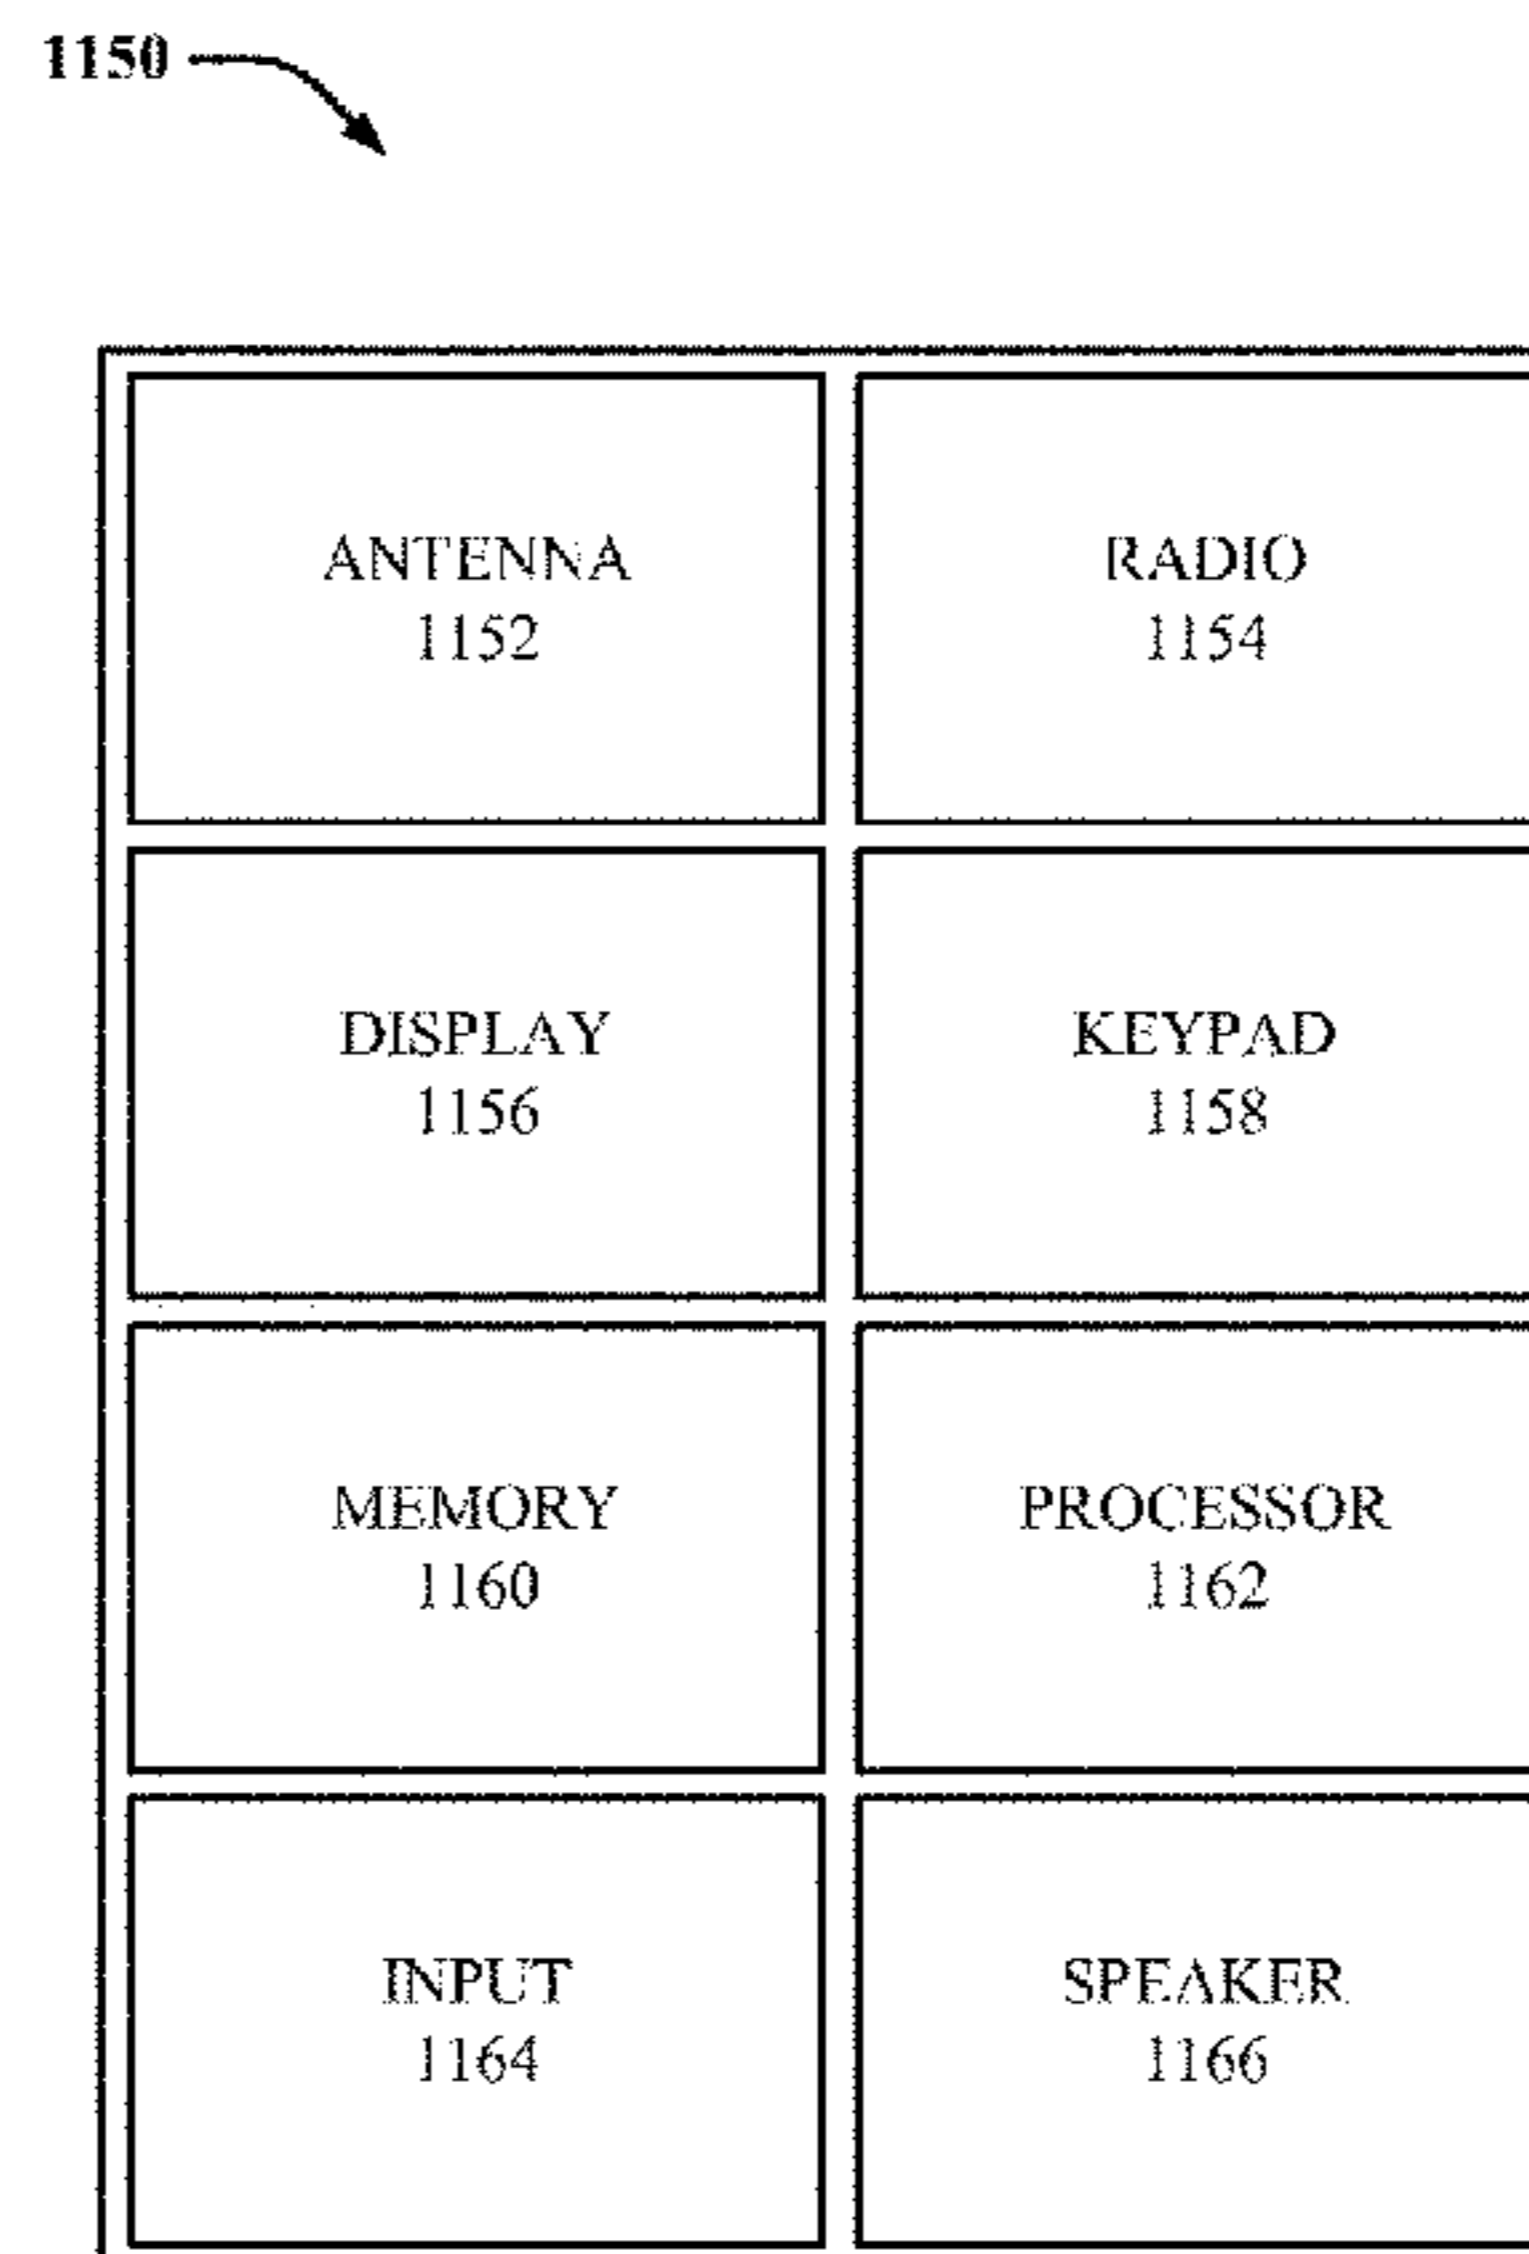 1150
ANTENNA
1152
RADIO
1154
DISPLAY
1156
KEYPAD
1158
MEMORY
1160
PROCESSOR
1162
INPUT
1164
SPEAKER
1166